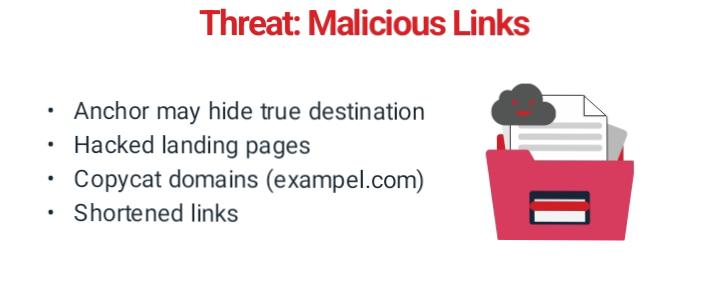 Threat: Malicious Links
• Anchor may hide true destination
• Hacked landing pages
• Copycat domains (exampel.com)
• Shortened links